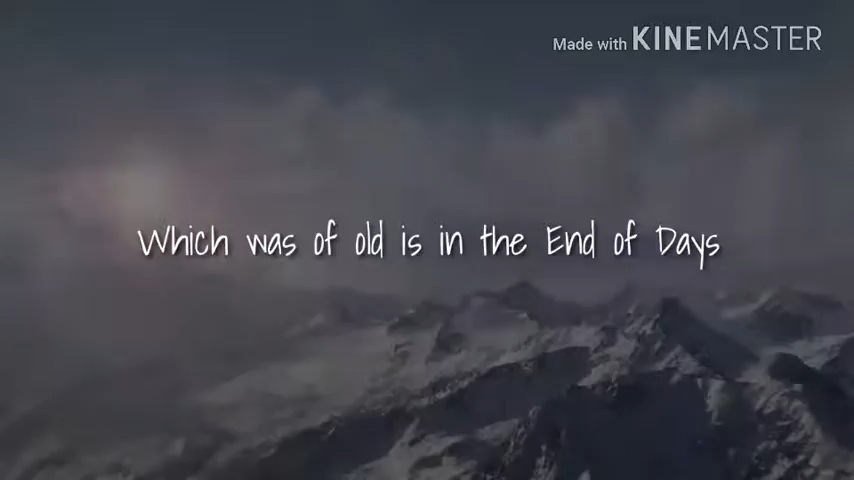 Made with KINEMASTER
Which was of old is in the End of Days